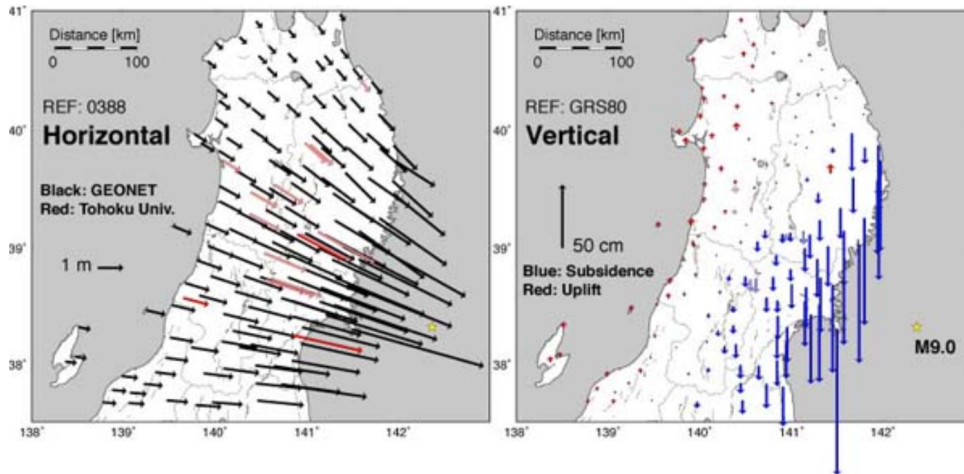 41˚
Distance [km]
0 100
REF: 0388
40˚
Horizontal
Black: GEONET
Red: Tohoku Univ.
39˚
1 m
38˚
138˚ 139˚ 140˚ 141˚ 142˚
41˚
Distance [km]
0 100
REF: GRS80
40˚
Vertical
50 cm
39˚
Blue: Subsidence
Red: Uplift
38˚
M9.0
138˚ 139˚ 140˚ 141˚ 142˚